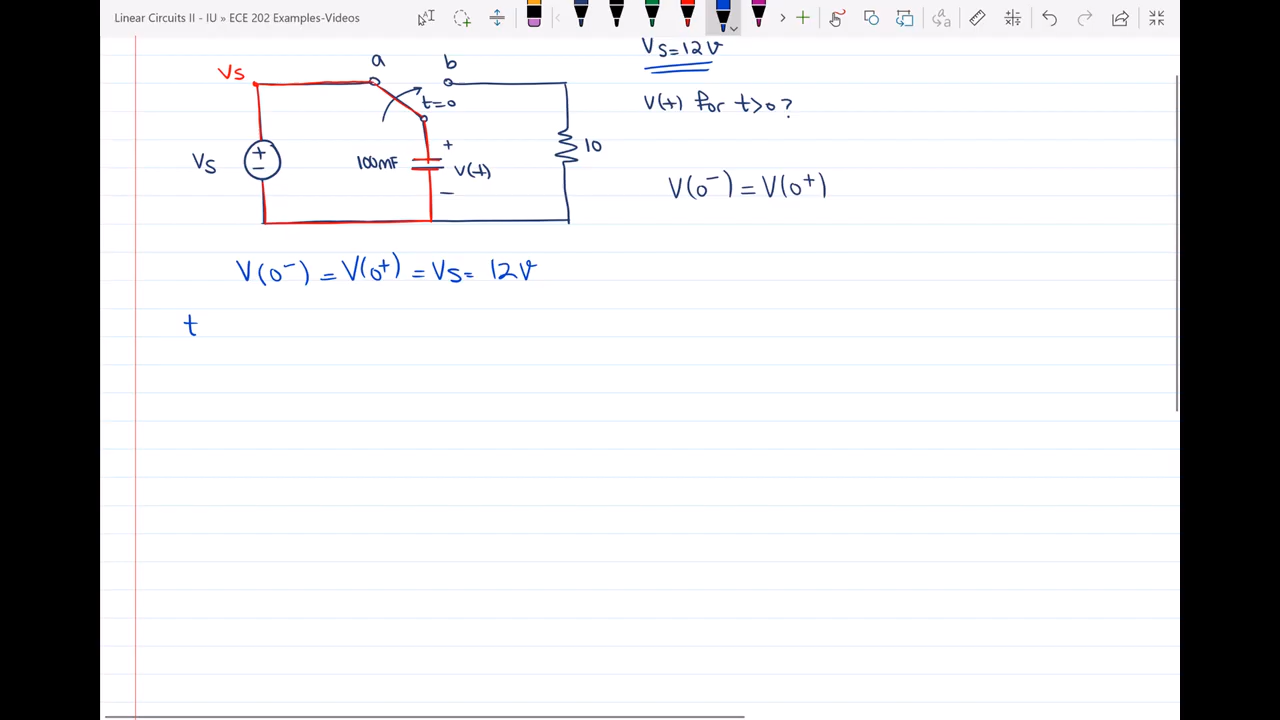 Linear Circuits II - IU » ECE 202 Examples-Videos
Vs=12v
a
b
Vs
t=0
v(t) for t>0?
+
Vs
+
−
100mF
v(t)
10
−
V(0⁻) = V(0⁺)
V(0⁻) = V(0⁺) = Vs = 12v
t